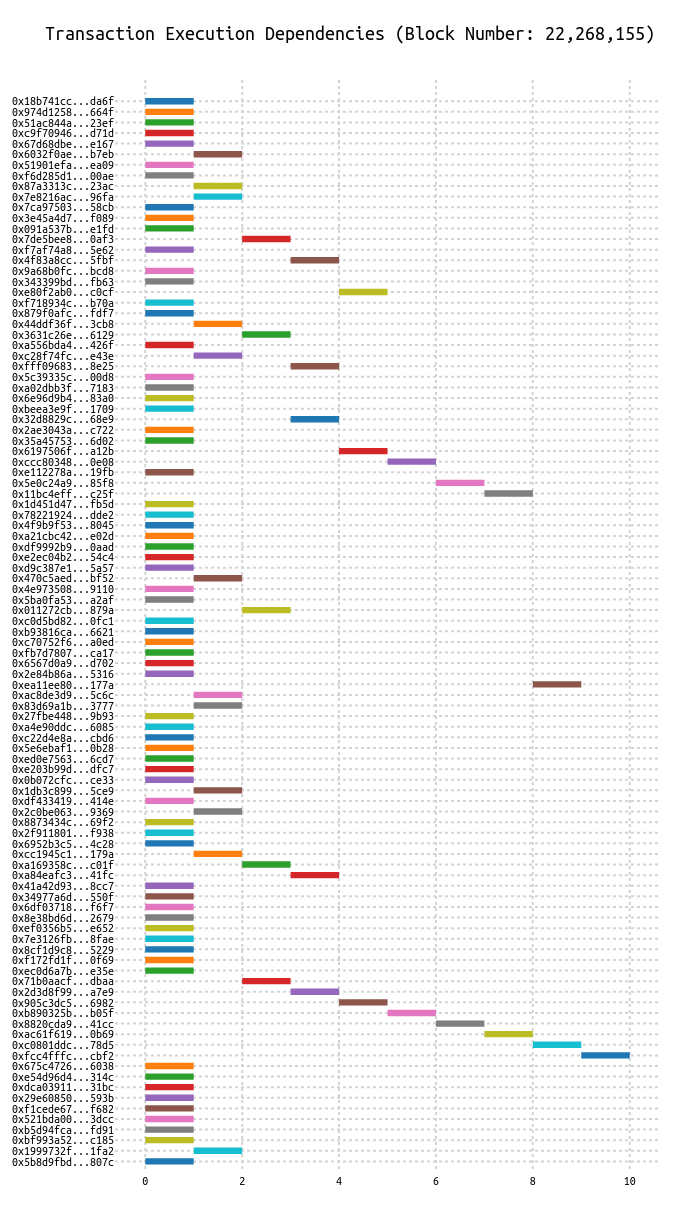 Transaction Execution Dependencies (Block Number: 22,268,155)
0x18b741cc...da6f
0x974d1258...664f
0x51ac844a...23ef
0xc9f70946...d71d
0x67d68dbe...e167
0x6032f0ae...b7eb
0x51901efa...ea09
0xf6d285d1...00ae
0x87a3313c...23ac
0x7e8216ac...96fa
0x7ca97503...58cb
0x3e45a4d7...f089
0x091a537b...e1fd
0x7de5bee8...0af3
0xf7af74a8...5e62
0x4f83a8cc...5fbf
0x9a68b0fc...bcd8
0x343399bd...fb63
0xe80f2ab0...c0cf
0xf718934c...b70a
0x879f0afc...fdf7
0x44ddf36f...3cb8
0x3631c26e...6129
0xa556bda4...426f
0xc28f74fc...e43e
0xfff09683...8e25
0x5c39335c...00d8
0xa02dbb3f...7183
0x6e96d9b4...83a0
0xbeea3e9f...1709
0x32d8829c...68e9
0x2ae3043a...c722
0x35a45753...6d02
0x6197506f...a12b
0xccc80348...0e08
0xe112278a...19fb
0x5e0c24a9...85f8
0x11bc4eff...c25f
0x1d451d47...fb5d
0x78221924...dde2
0x4f9b9f53...8045
0xa21cbc42...e02d
0xdf9992b9...0aad
0xe2ec04b2...54c4
0xd9c387e1...5a57
0x470c5aed...bf52
0x4e973508...9110
0x5ba0fa53...a2af
0x011272cb...879a
0xc0d5bd82...0fc1
0xb93816ca...6621
0xc70752f6...a0ed
0xfb7d7807...ca17
0x6567d0a9...d702
0x2e84b86a...5316
0xea11ee80...177a
0xac8de3d9...5c6c
0x83d69a1b...3777
0x27fbe448...9b93
0xa4e90ddc...6085
0xc22d4e8a...cbd6
0x5e6ebaf1...0b28
0xed0e7563...6cd7
0xe203b99d...dfc7
0x0b072cfc...ce33
0x1db3c899...5ce9
0xdf433419...414e
0x2c0be063...9369
0x8873434c...69f2
0x2f911801...f938
0x6952b3c5...4c28
0xcc1945c1...179a
0xa169358c...c01f
0xa84eafc3...41fc
0x41a42d93...8cc7
0x34977a6d...550f
0x6df03718...f6f7
0x8e38bd6d...2679
0xef0356b5...e652
0x7e3126fb...8fae
0x8cf1d9c8...5229
0xf172fd1f...0f69
0xec0d6a7b...e35e
0x71b0aacf...dbaa
0x2d3d8f99...a7e9
0x905c3dc5...6982
0xb890325b...b05f
0x8820cda9...41cc
0xac61f619...0b69
0xc0801ddc...78d5
0xfcc4fffc...cbf2
0x675c4726...6038
0xe54d96d4...314c
0xdca03911...31bc
0x29e60850...593b
0xf1cede67...f682
0x521bda00...3dcc
0xb5d94fca...fd91
0xbf993a52...c185
0x1999732f...1fa2
0x5b8d9fbd...807c
0 2 4 6 8 10